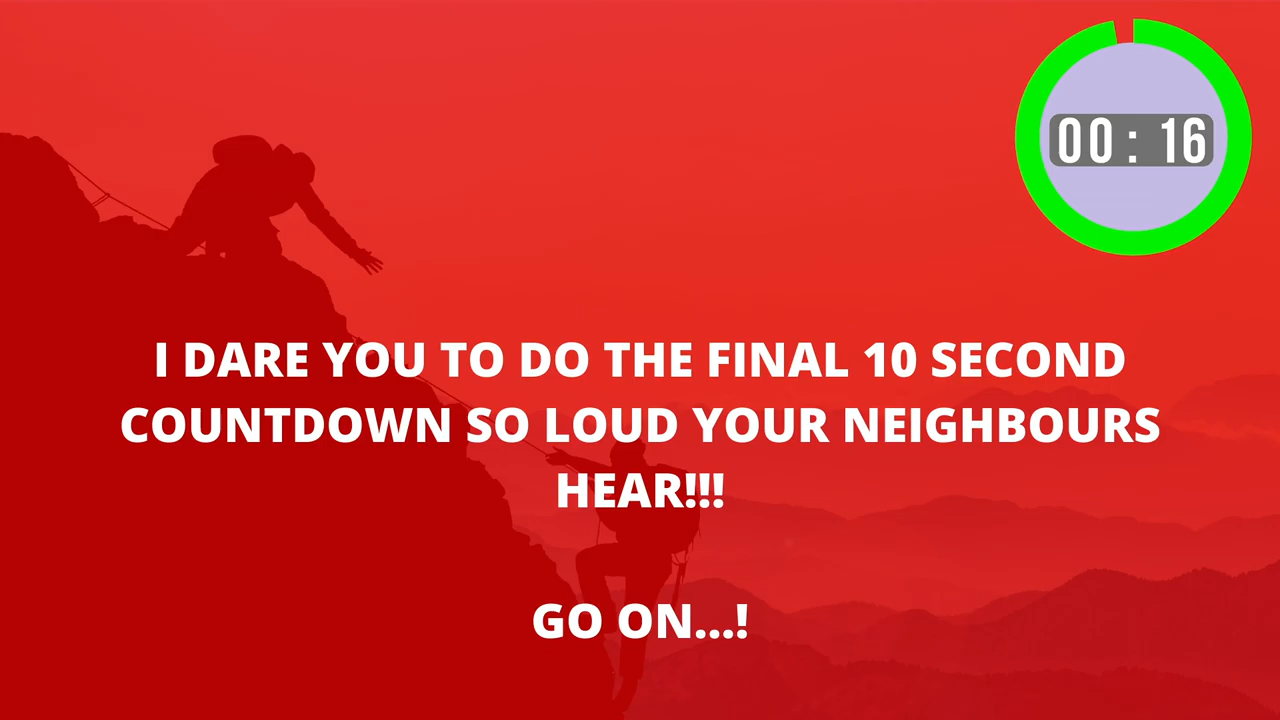 00 : 16
I DARE YOU TO DO THE FINAL 10 SECOND
COUNTDOWN SO LOUD YOUR NEIGHBOURS
HEAR!!!
GO ON...!